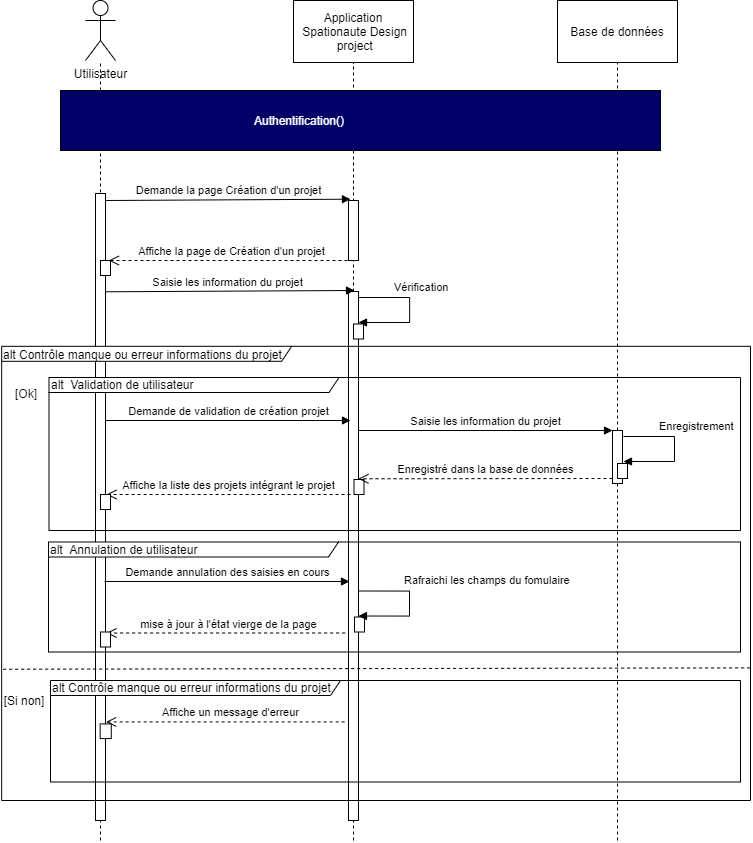 Application
Spationaute Design
project
Base de données
Utilisateur
Authentification()
Demande la page Création d'un projet
Affiche la page de Création d'un projet
Saisie les information du projet
Vérification
alt Contrôle manque ou erreur informations du projet
[Ok]
alt Validation de utilisateur
Demande de validation de création projet
Saisie les information du projet
Enregistrement
Enregistré dans la base de données
Affiche la liste des projets intégrant le projet
alt Annulation de utilisateur
Demande annulation des saisies en cours
Rafraichi les champs du fomulaire
mise à jour à l'état vierge de la page
[Si non]
alt Contrôle manque ou erreur informations du projet
Affiche un message d'erreur